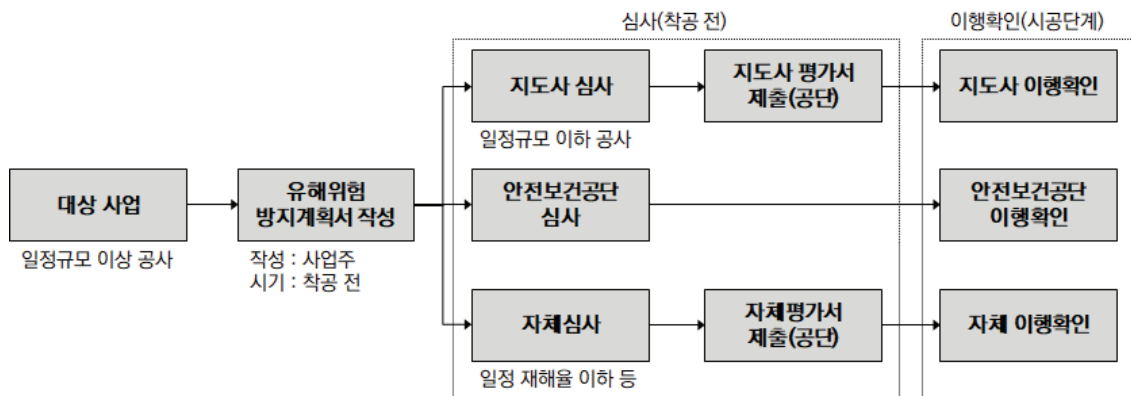 심사(착공 전)
이행확인(시공단계)
지도사 심사
지도사 평가서
제출(공단)
지도사 이행확인
일정규모 이하 공사
대상 사업
유해위험
방지계획서 작성
안전보건공단
심사
안전보건공단
이행확인
일정규모 이상 공사
작성 : 사업주
시기 : 착공 전
자체심사
자체평가서
제출(공단)
자체 이행확인
일정 재해율 이하 등